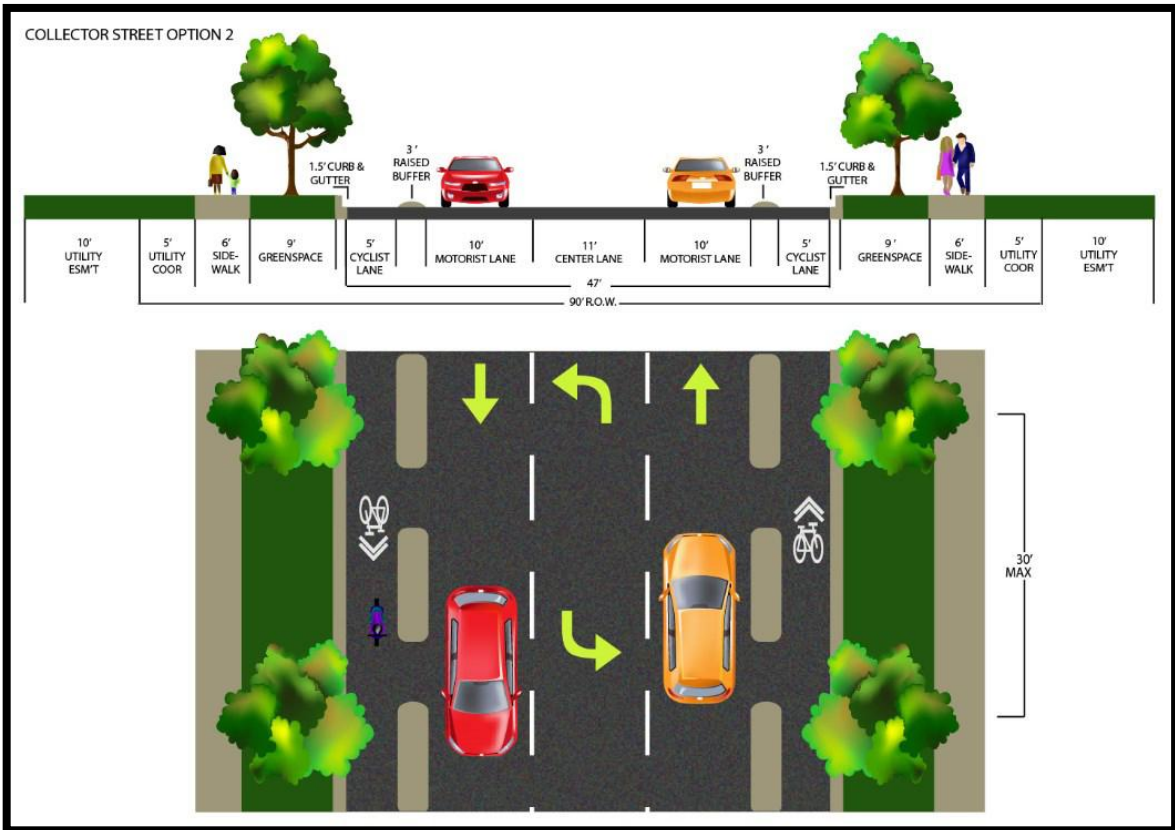 COLLECTOR STREET OPTION 2
1.5' CURB &
GUTTER
3'
RAISED
BUFFER
3'
RAISED
BUFFER
1.5' CURB &
GUTTER
10'
UTILITY
ESM'T
5'
UTILITY
COOR
6'
SIDE-
WALK
9'
GREENSPACE
5'
CYCLIST
LANE
10'
MOTORIST LANE
11'
CENTER LANE
10'
MOTORIST LANE
5'
CYCLIST
LANE
9 '
GREENSPACE
6'
SIDE-
WALK
5'
UTILITY
COOR
10'
UTILITY
ESM'T
47'
90' R.O.W.
30'
MAX